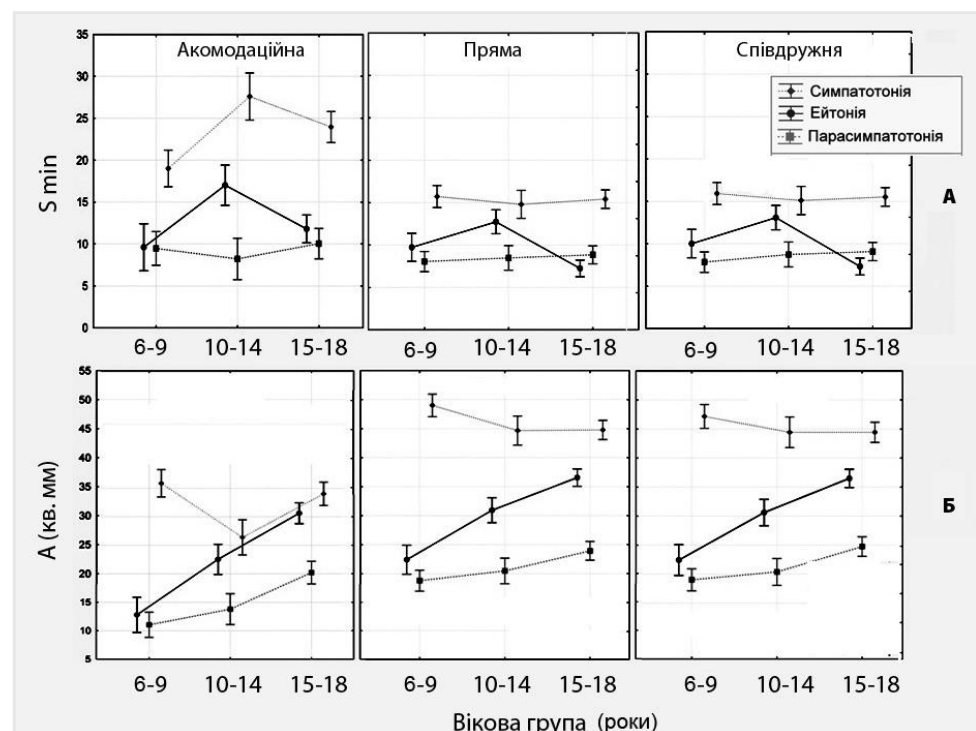 Акомодаційна Пряма Співдружня
Симпатотонія
Ейтонія
Парасимпатотонія
S min
35
30
25
20
15
10
5
0
А
6-9 10-14 15-18 6-9 10-14 15-18 6-9 10-14 15-18
А (кв. мм)
55
50
45
40
35
30
25
20
15
10
5
Б
6-9 10-14 15-18 6-9 10-14 15-18 6-9 10-14 15-18
Вікова група (роки)